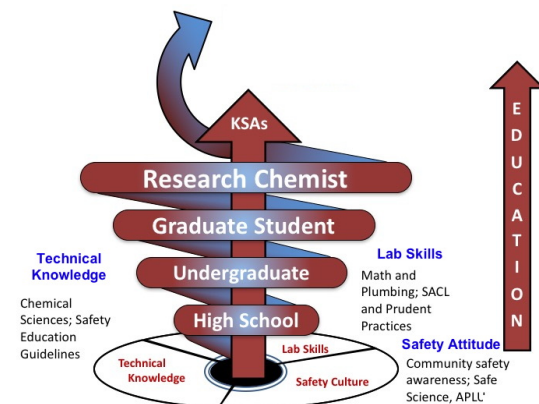 KSAs
Research Chemist
Graduate Student
Undergraduate
High School
Technical
Knowledge
Chemical
Sciences; Safety
Education
Guidelines
Lab Skills
Math and
Plumbing; SACL
and Prudent
Practices
Safety Attitude
Community safety
awareness; Safe
Science, APLL'
Technical
Knowledge
Lab Skills
Safety Culture
EDUCATION